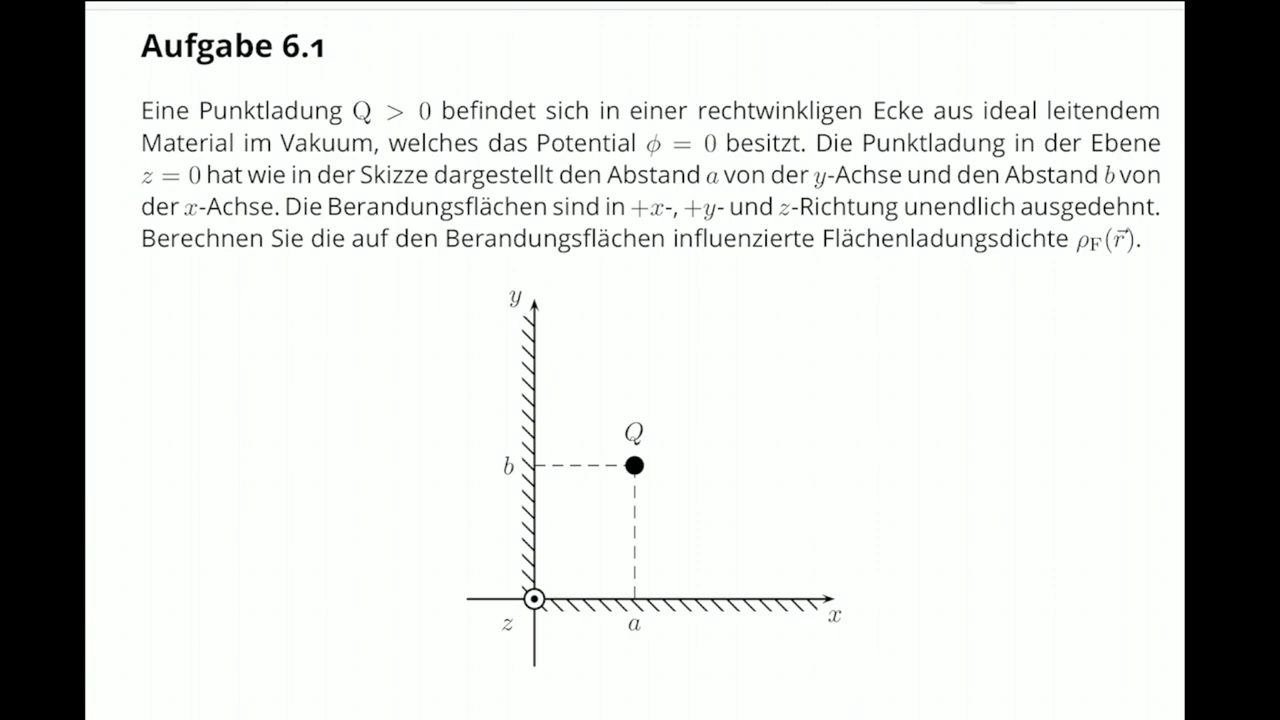 Aufgabe 6.1
Eine Punktladung Q > 0 befindet sich in einer rechtwinkligen Ecke aus ideal leitendem
Material im Vakuum, welches das Potential ϕ = 0 besitzt. Die Punktladung in der Ebene
z = 0 hat wie in der Skizze dargestellt den Abstand a von der y-Achse und den Abstand b von
der x-Achse. Die Berandungsflächen sind in +x-, +y- und z-Richtung unendlich ausgedehnt.
Berechnen Sie die auf den Berandungsflächen influenzierte Flächenladungsdichte ρ_F(r⃗).
y
Q
b
z
a
x